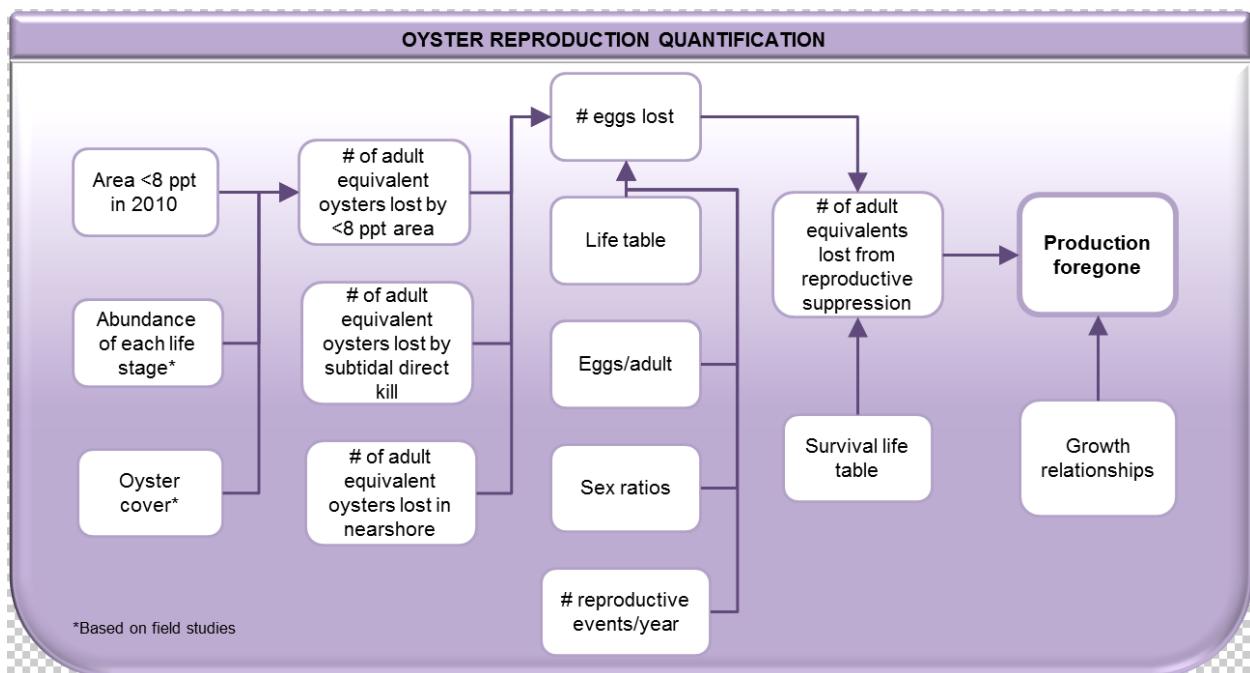 OYSTER REPRODUCTION QUANTIFICATION
Area <8 ppt
in 2010
Abundance
of each life
stage*
Oyster
cover*
# of adult
equivalent
oysters lost by
<8 ppt area
# of adult
equivalent
oysters lost by
subtidal direct
kill
# of adult
equivalent
oysters lost in
nearshore
# eggs lost
Life table
Eggs/adult
Sex ratios
# reproductive
events/year
# of adult
equivalents
lost from
reproductive
suppression
Survival life
table
Production
foregone
Growth
relationships
*Based on field studies